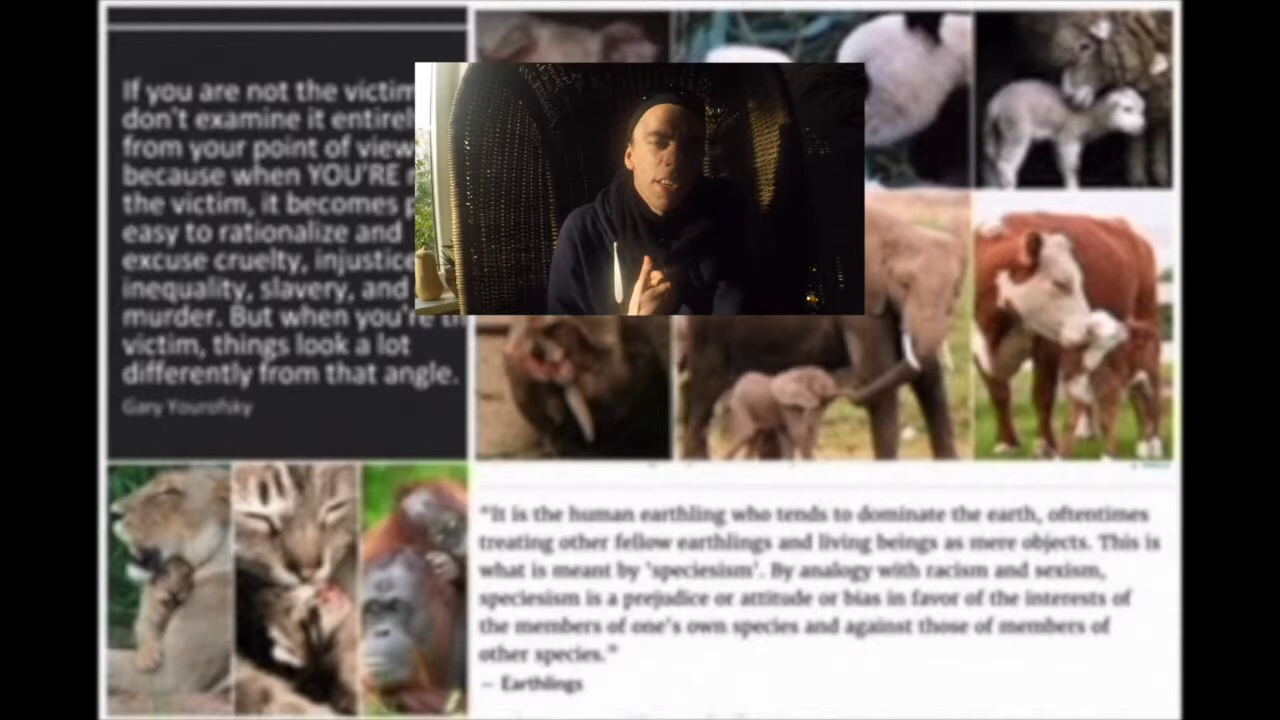 If you are not the victim
don't examine it entirel
from your point of view
because when YOU'RE
the victim, it becomes p
easy to rationalize and
excuse cruelty, injustice
inequality, slavery, and
murder. But when you're th
victim, things look a lot
differently from that angle.
Gary Yourofsky
"It is the human earthling who tends to dominate the earth, oftentimes
treating other fellow earthlings and living beings as mere objects. This is
what is meant by 'speciesism'. By analogy with racism and sexism,
speciesism is a prejudice or attitude or bias in favor of the interests of
the members of one's own species and against those of members of
other species."
— Earthlings